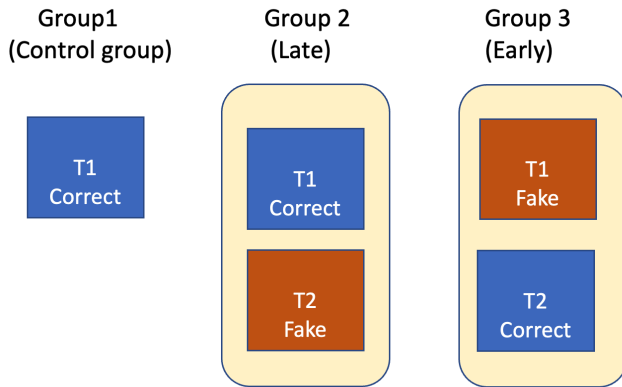 Group1
(Control group)
Group 2
(Late)
Group 3
(Early)
T1
Correct
T1
Correct
T2
Fake
T1
Fake
T2
Correct